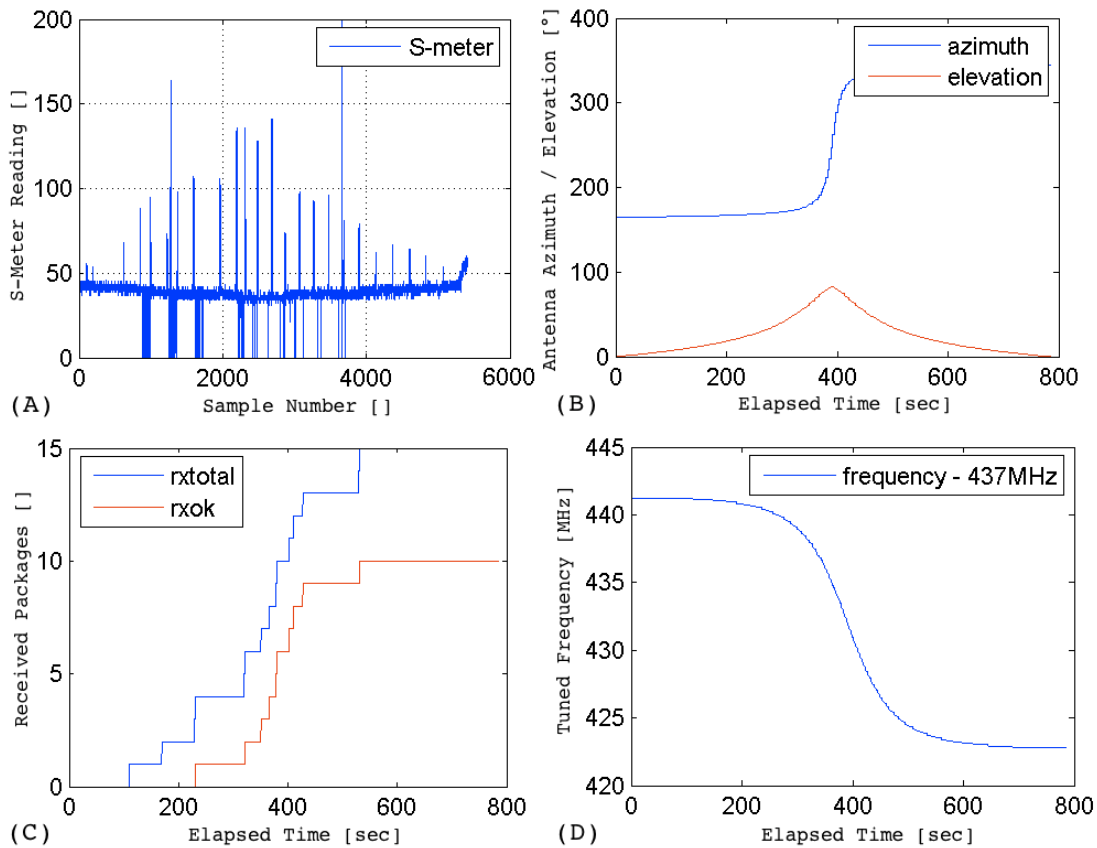 S-Meter Reading []
200
150
100
50
0
S-meter
0
2000
4000
6000
(A)
Sample Number []
Antenna Azimuth / Elevation [°]
400
300
200
100
0
azimuth
elevation
0
200
400
600
800
(B)
Elapsed Time [sec]
Received Packages []
15
10
5
0
rxtotal
rxok
0
200
400
600
800
(C)
Elapsed Time [sec]
Tuned Frequency [MHz]
445
440
435
430
425
420
frequency - 437MHz
0
200
400
600
800
(D)
Elapsed Time [sec]